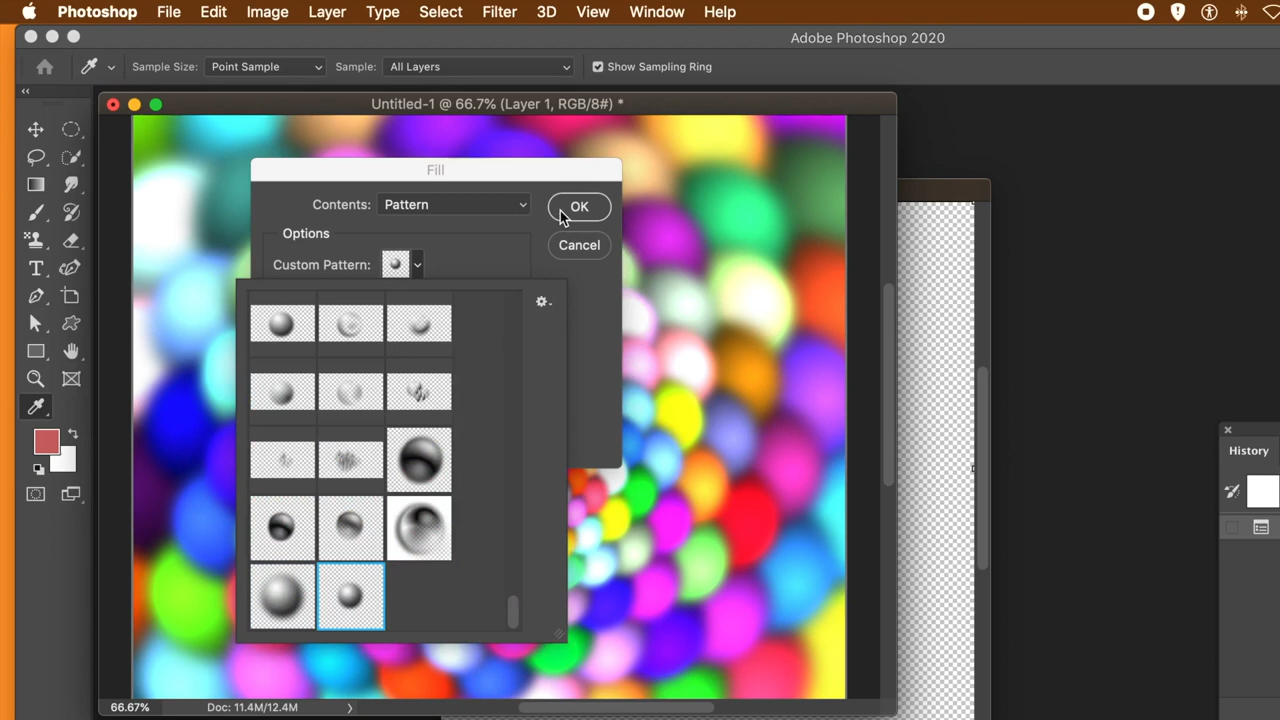 Photoshop File Edit Image Layer Type Select Filter 3D View Window Help
Adobe Photoshop 2020
Sample Size: Point Sample Sample: All Layers Show Sampling Ring
Untitled-1 @ 66.7% (Layer 1, RGB/8#) *
Fill
Contents: Pattern OK
Options
Cancel
Custom Pattern:
History
66.67% Doc: 11.4M/12.4M